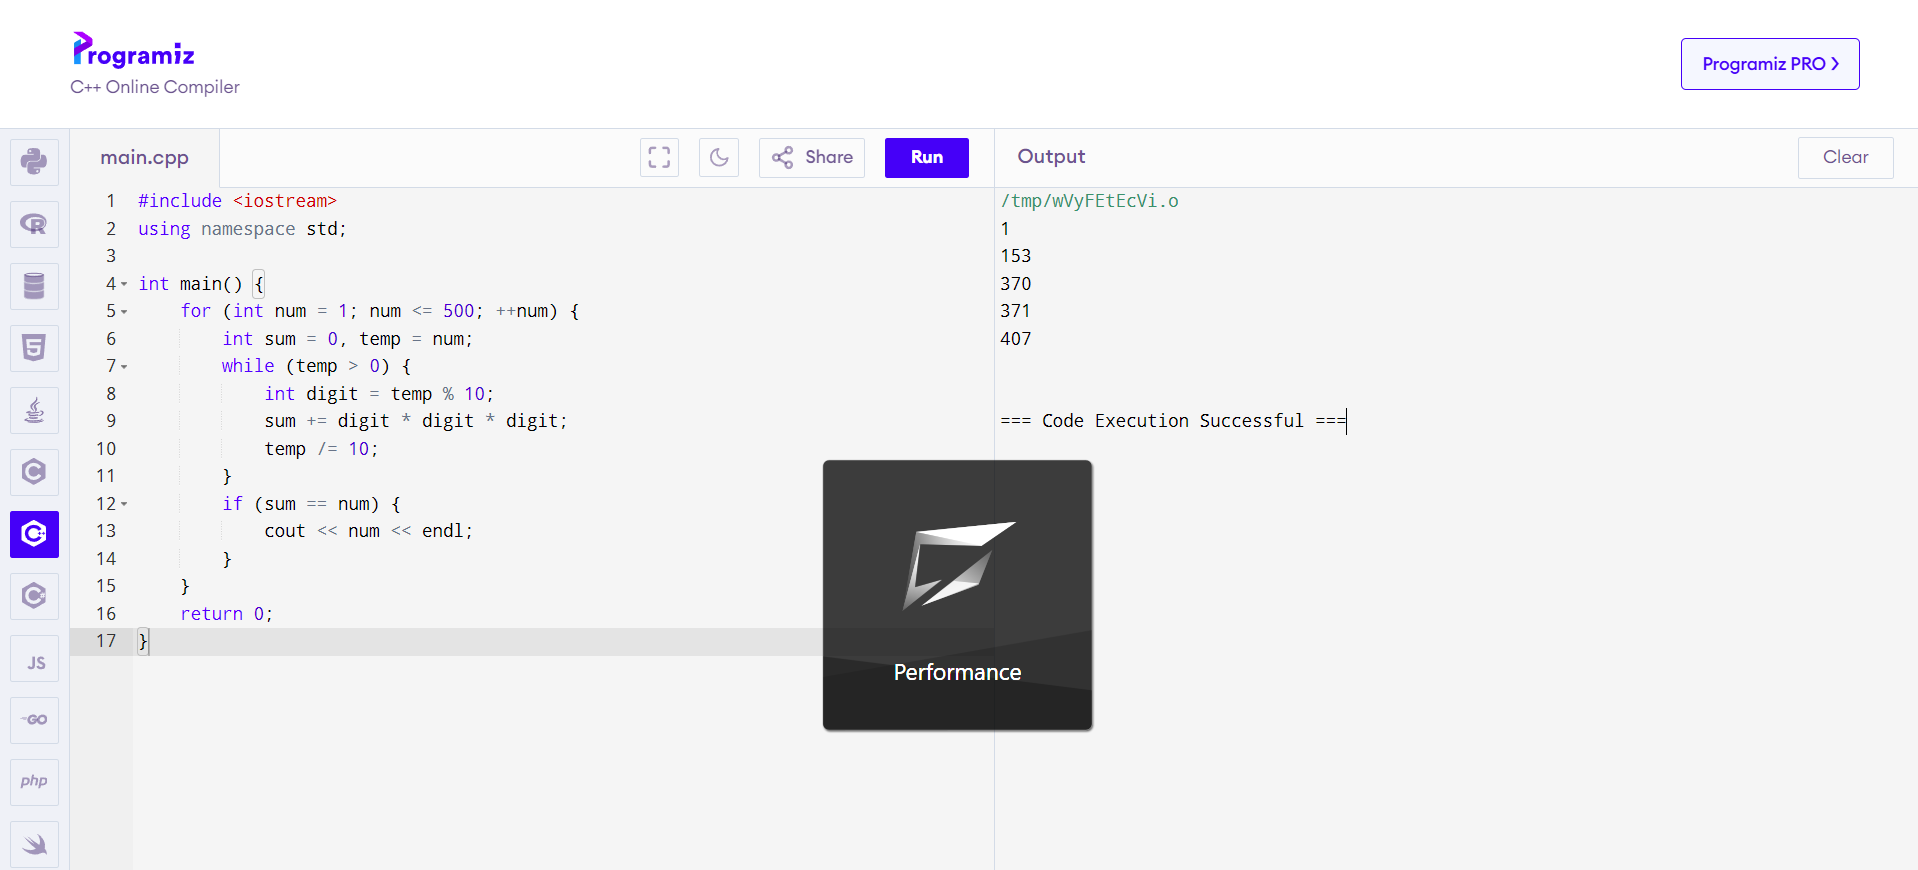 Programiz
C++ Online Compiler
Programiz PRO
main.cpp
Share
Run
Output
Clear
1 #include <iostream>
2 using namespace std;
3
4 int main() {
5 for (int num = 1; num <= 500; ++num) {
6 int sum = 0, temp = num;
7 while (temp > 0) {
8 int digit = temp % 10;
9 sum += digit * digit * digit;
10 temp /= 10;
11 }
12 if (sum == num) {
13 cout << num << endl;
14 }
15 }
16 return 0;
17 }
/tmp/wVyFEtEcVi.o
1
153
370
371
407
=== Code Execution Successful ===
Performance
R
5
C
C++
C#
JS
GO
php